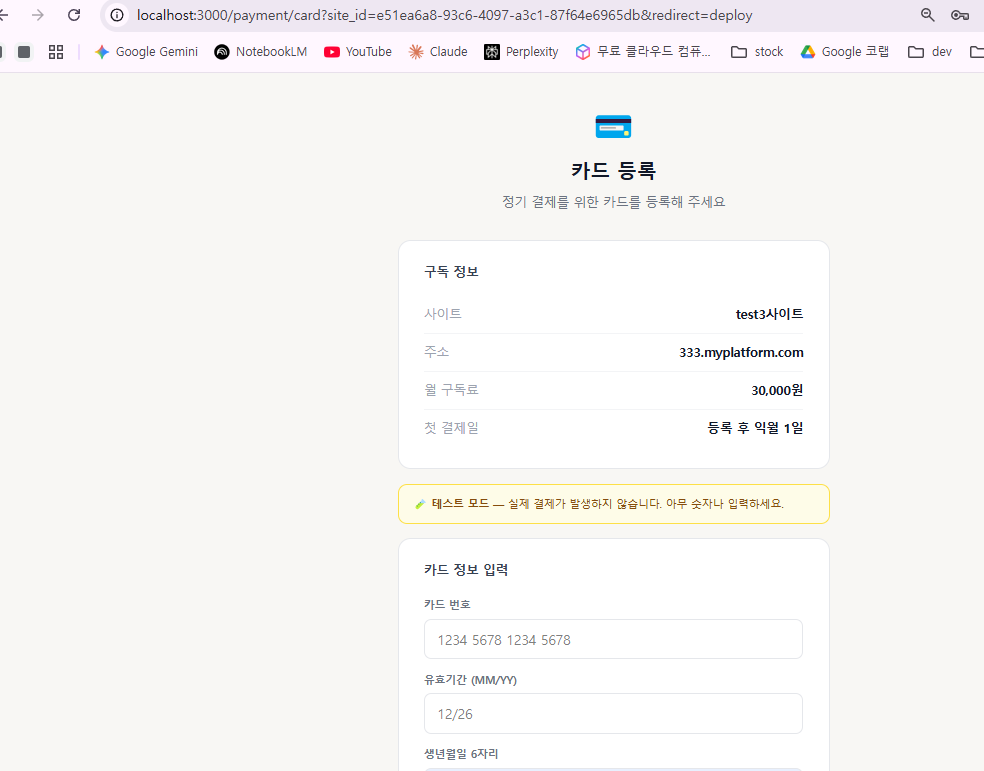 localhost:3000/payment/card?site_id=e51ea6a8-93c6-4097-a3c1-87f64e6965db&redirect=deploy
Google Gemini NotebookLM YouTube Claude Perplexity 무료 클라우드 컴퓨... stock Google 코랩 dev
카드 등록
정기 결제를 위한 카드를 등록해 주세요
구독 정보
사이트 test3사이트
주소 333.myplatform.com
월 구독료 30,000원
첫 결제일 등록 후 익월 1일
테스트 모드 — 실제 결제가 발생하지 않습니다. 아무 숫자나 입력하세요.
카드 정보 입력
카드 번호
1234 5678 1234 5678
유효기간 (MM/YY)
12/26
생년월일 6자리